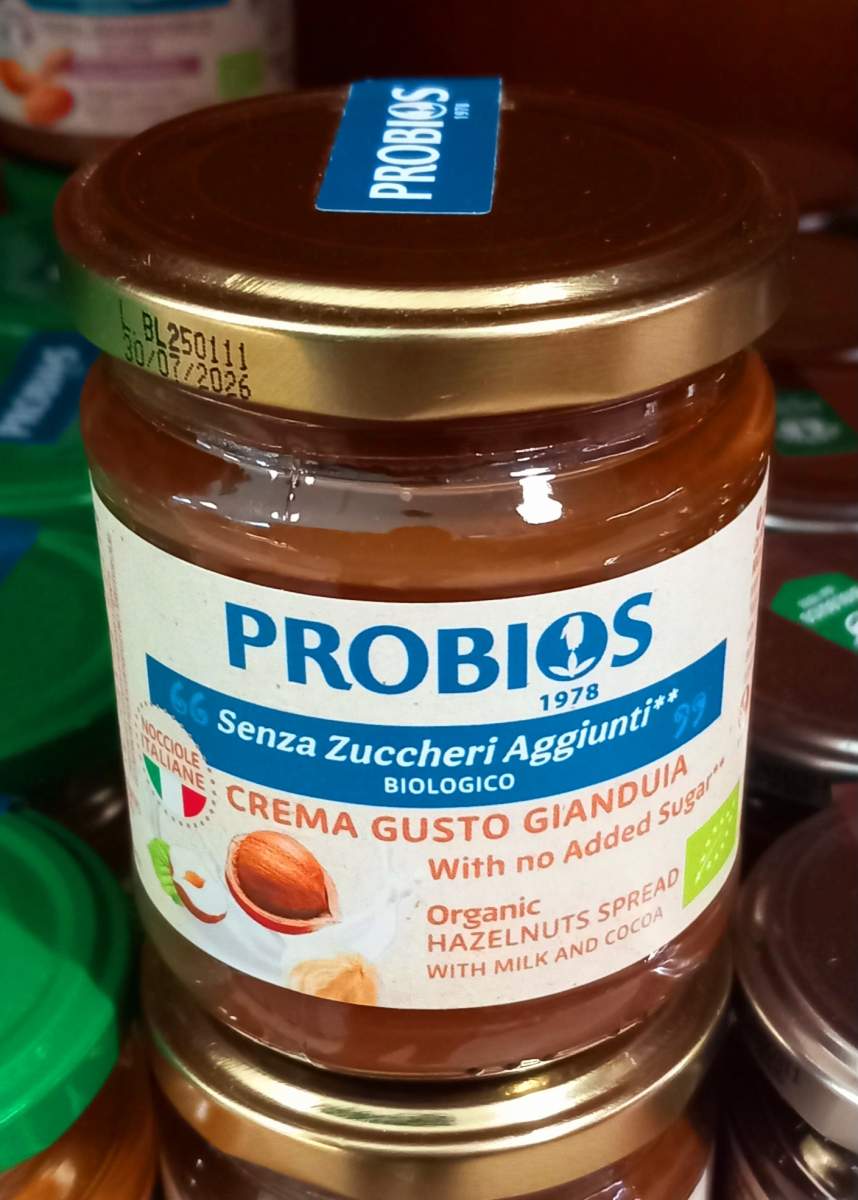 PROBIOS
1978
L. BL250111
30/07/2026
PROBIOS
1978
“ Senza Zuccheri Aggiunti** ”
BIOLOGICO
NOCCIOLE
ITALIANE
CREMA GUSTO GIANDUIA
With no Added Sugar**
Organic
HAZELNUTS SPREAD
WITH MILK AND COCOA
PROBIOS